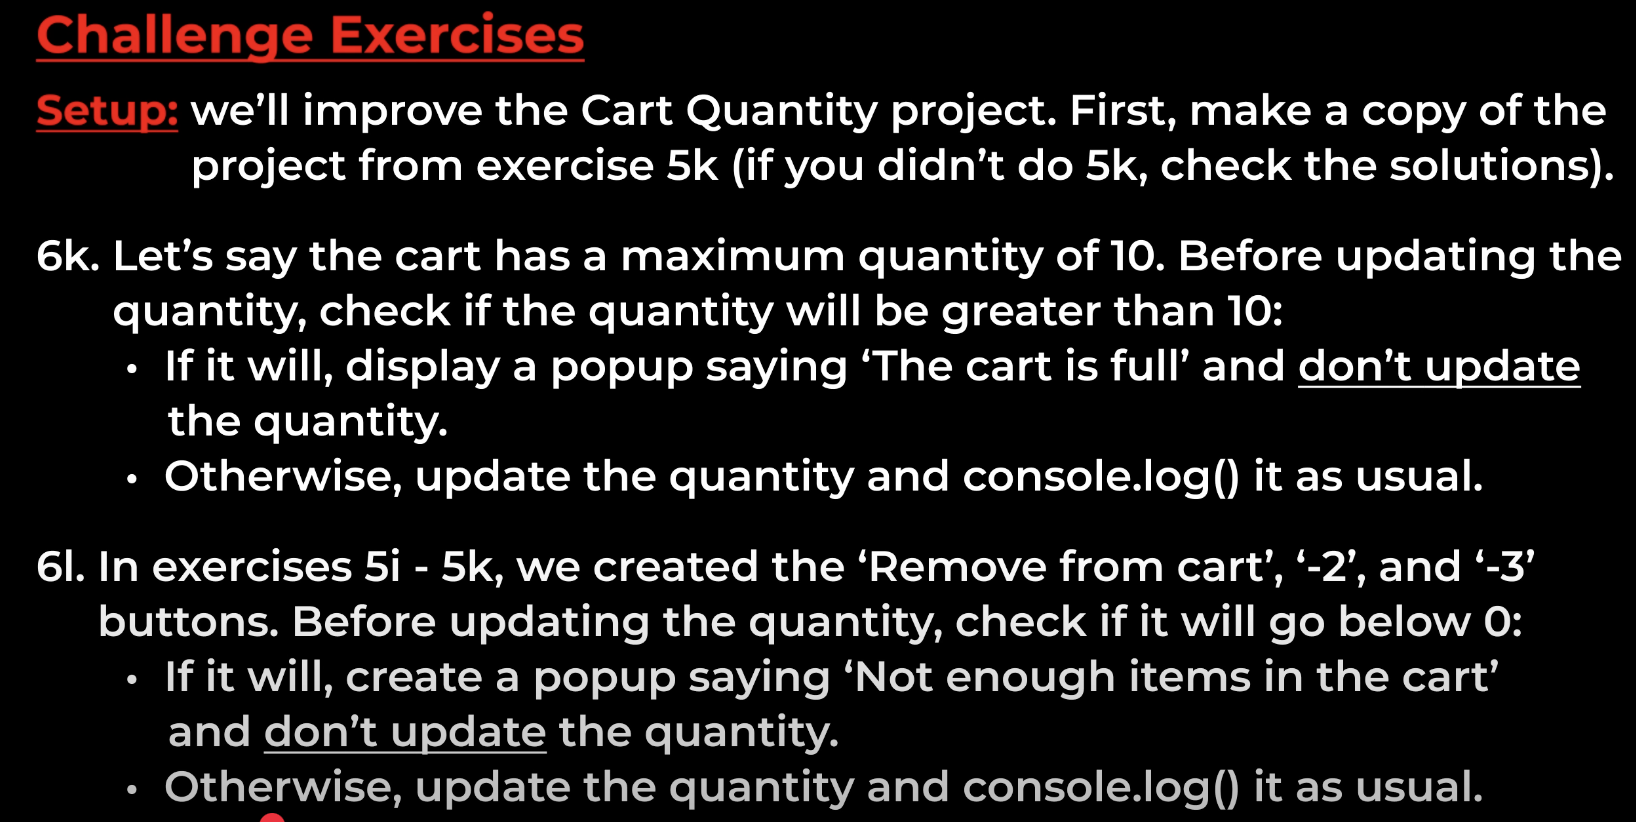 Challenge Exercises
Setup: we’ll improve the Cart Quantity project. First, make a copy of the
project from exercise 5k (if you didn’t do 5k, check the solutions).
6k. Let’s say the cart has a maximum quantity of 10. Before updating the
quantity, check if the quantity will be greater than 10:
• If it will, display a popup saying ‘The cart is full’ and don’t update
the quantity.
• Otherwise, update the quantity and console.log() it as usual.
6l. In exercises 5i - 5k, we created the ‘Remove from cart’, ‘-2’, and ‘-3’
buttons. Before updating the quantity, check if it will go below 0:
• If it will, create a popup saying ‘Not enough items in the cart’
and don’t update the quantity.
• Otherwise, update the quantity and console.log() it as usual.